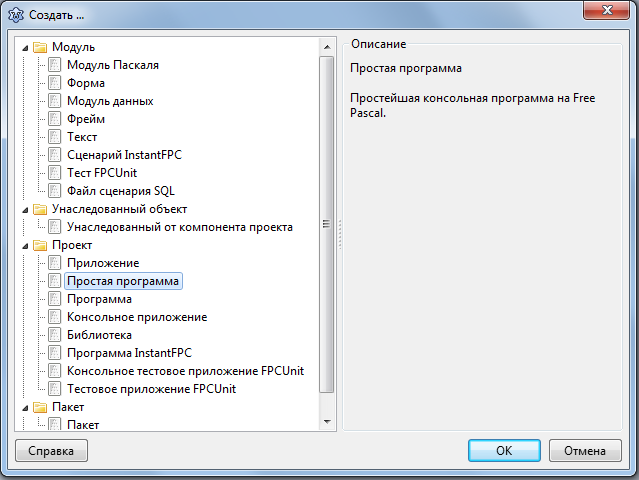 Создать ...
Модуль
Модуль Паскаля
Форма
Модуль данных
Фрейм
Текст
Сценарий InstantFPC
Тест FPCUnit
Файл сценария SQL
Унаследованный объект
Унаследованный от компонента проекта
Проект
Приложение
Простая программа
Программа
Консольное приложение
Библиотека
Программа InstantFPC
Консольное тестовое приложение FPCUnit
Тестовое приложение FPCUnit
Пакет
Пакет
Описание
Простая программа
Простейшая консольная программа на Free
Pascal.
Справка
OK
Отмена